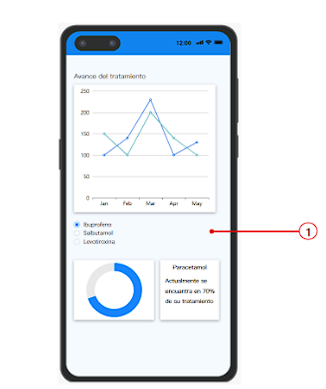 12:00
Avance del tratamiento
250
200
150
100
50
0
Jan Feb Mar Apr May
Ibuprofeno
Salbutamol
Levotiroxina
1
Paracetamol
Actualmente se
encuentra en 70%
de su tratamiento